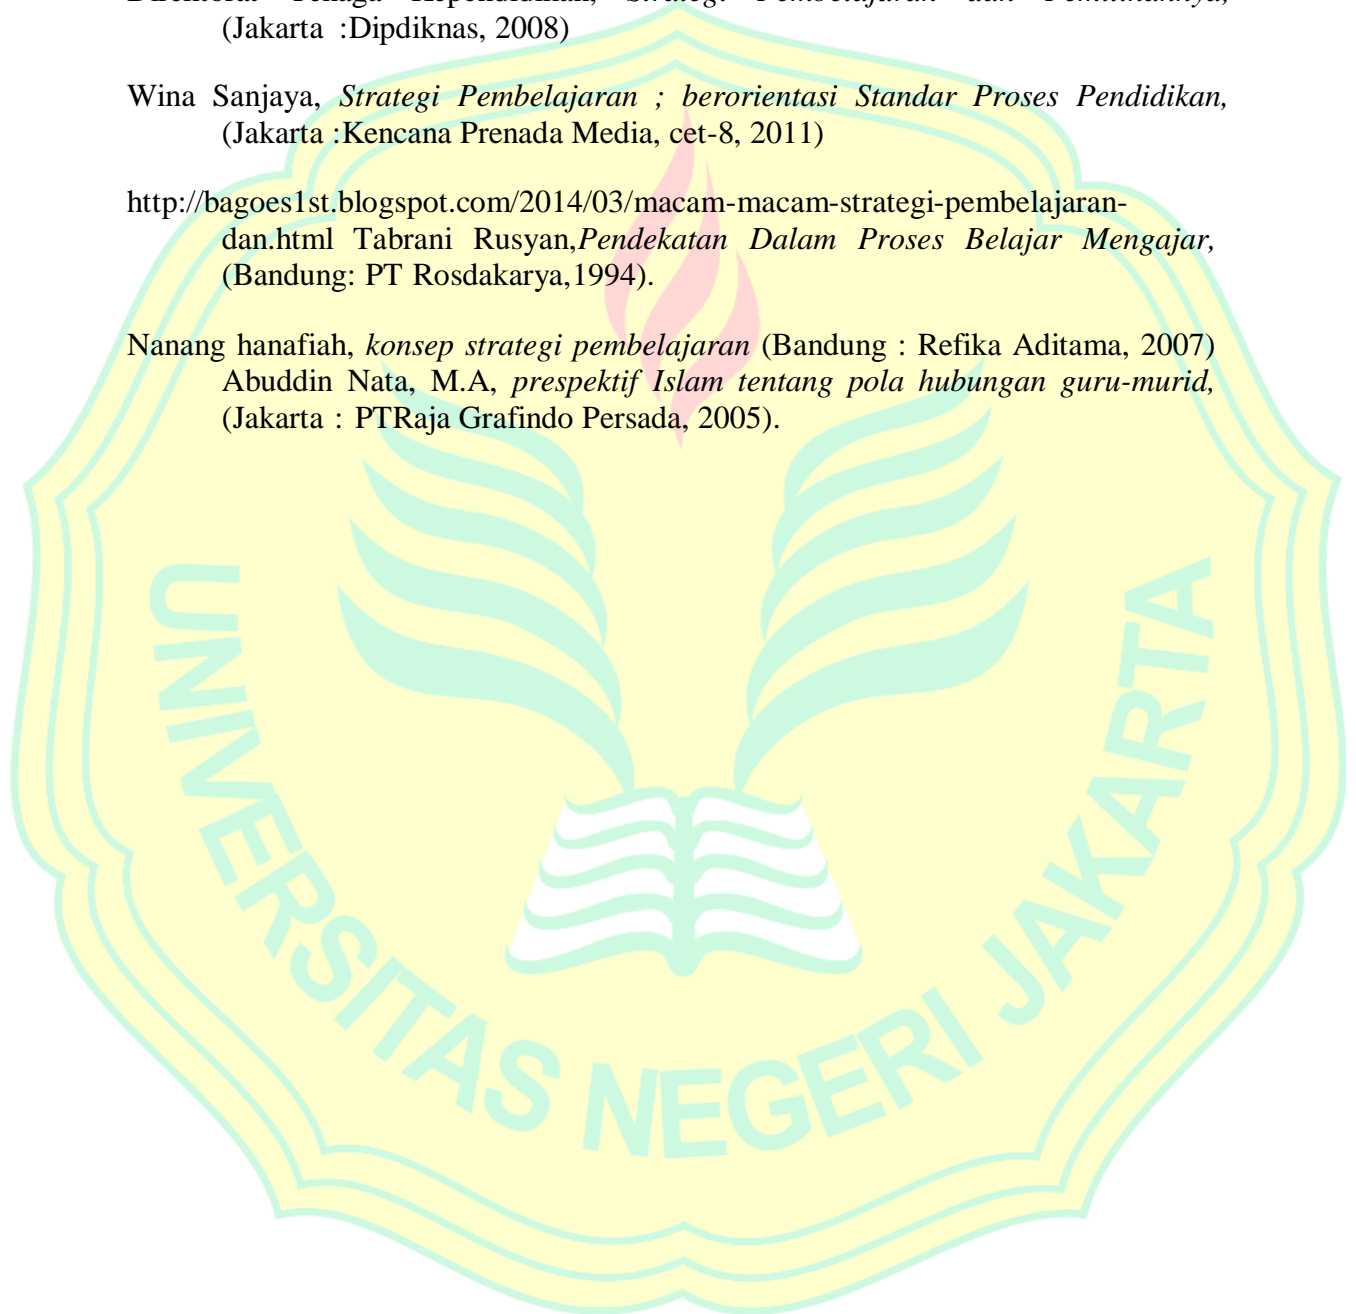 Direktorat Tenaga Kependidikan, Strategi Pembelajaran dan Pemilihannya,
(Jakarta :Dipdiknas, 2008)
Wina Sanjaya, Strategi Pembelajaran ; berorientasi Standar Proses Pendidikan,
(Jakarta :Kencana Prenada Media, cet-8, 2011)
http://bagoes1st.blogspot.com/2014/03/macam-macam-strategi-pembelajaran-
dan.html Tabrani Rusyan,Pendekatan Dalam Proses Belajar Mengajar,
(Bandung: PT Rosdakarya,1994).
Nanang hanafiah, konsep strategi pembelajaran (Bandung : Refika Aditama, 2007)
Abuddin Nata, M.A, prespektif Islam tentang pola hubungan guru-murid,
(Jakarta : PTRaja Grafindo Persada, 2005).
UNIVERSITAS NEGERI JAKARTA